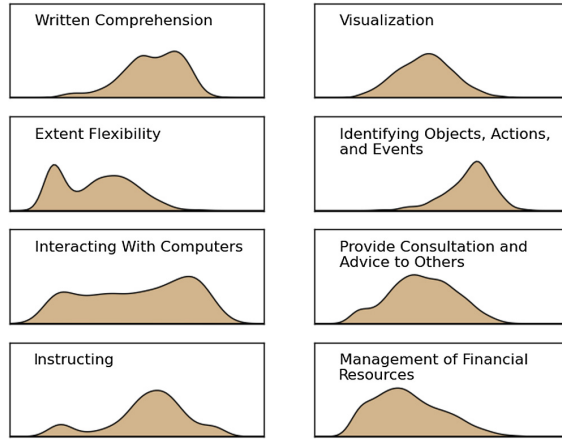 Written Comprehension
Visualization
Extent Flexibility
Identifying Objects, Actions,
and Events
Interacting With Computers
Provide Consultation and
Advice to Others
Instructing
Management of Financial
Resources